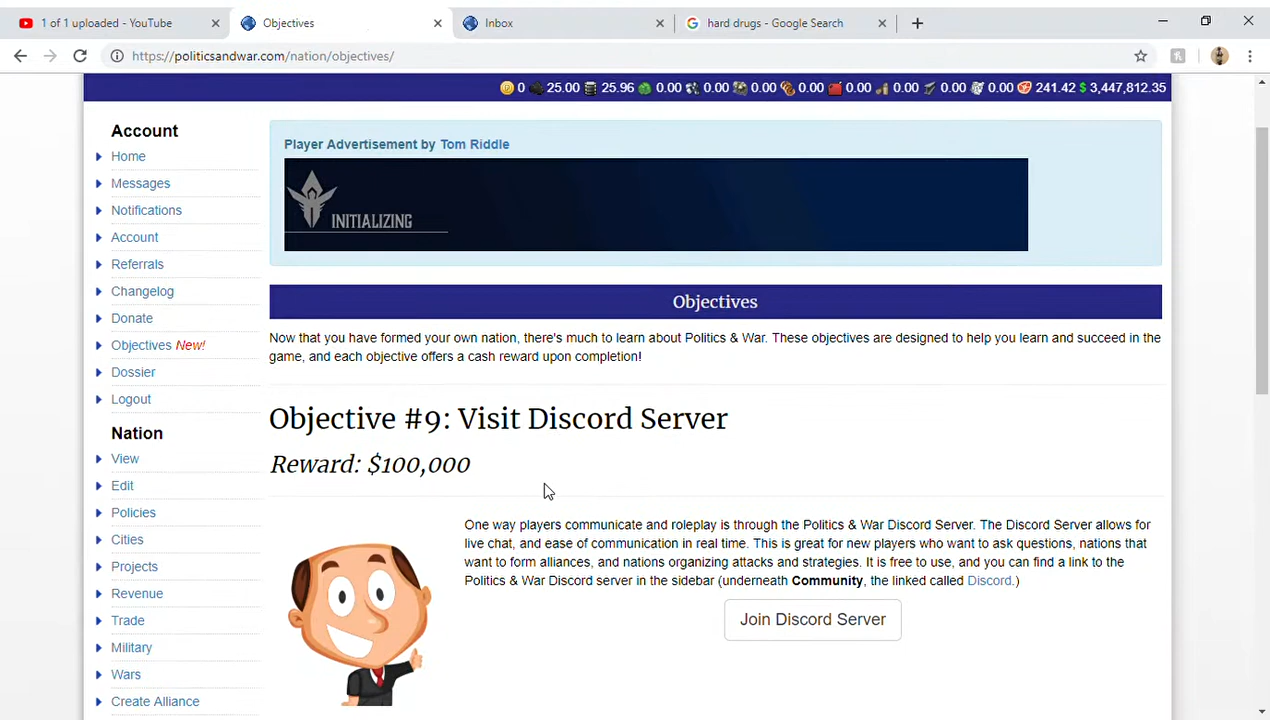 1 of 1 uploaded - YouTube
Objectives
Inbox
hard drugs - Google Search
https://politicsandwar.com/nation/objectives/
0 25.00 25.96 0.00 0.00 0.00 0.00 0.00 0.00 0.00 0.00 241.42 $ 3,447,812.35
Account
Home
Messages
Notifications
Account
Referrals
Changelog
Donate
Objectives New!
Dossier
Logout
Nation
View
Edit
Policies
Cities
Projects
Revenue
Trade
Military
Wars
Create Alliance
Player Advertisement by Tom Riddle
INITIALIZING
Objectives
Now that you have formed your own nation, there's much to learn about Politics & War. These objectives are designed to help you learn and succeed in the
game, and each objective offers a cash reward upon completion!
Objective #9: Visit Discord Server
Reward: $100,000
One way players communicate and roleplay is through the Politics & War Discord Server. The Discord Server allows for
live chat, and ease of communication in real time. This is great for new players who want to ask questions, nations that
want to form alliances, and nations organizing attacks and strategies. It is free to use, and you can find a link to the
Politics & War Discord server in the sidebar (underneath Community, the linked called Discord.)
Join Discord Server